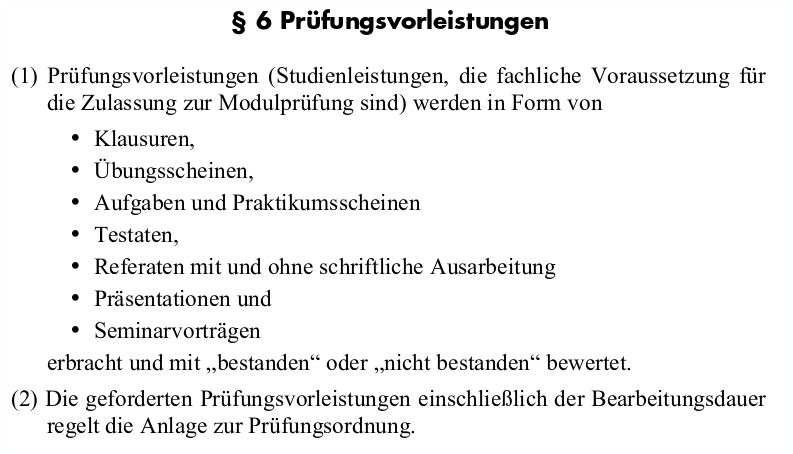 § 6 Prüfungsvorleistungen
(1) Prüfungsvorleistungen (Studienleistungen, die fachliche Voraussetzung für
die Zulassung zur Modulprüfung sind) werden in Form von
• Klausuren,
• Übungsscheinen,
• Aufgaben und Praktikumsscheinen
• Testaten,
• Referaten mit und ohne schriftliche Ausarbeitung
• Präsentationen und
• Seminarvorträgen
erbracht und mit „bestanden“ oder „nicht bestanden“ bewertet.
(2) Die geforderten Prüfungsvorleistungen einschließlich der Bearbeitungsdauer
regelt die Anlage zur Prüfungsordnung.